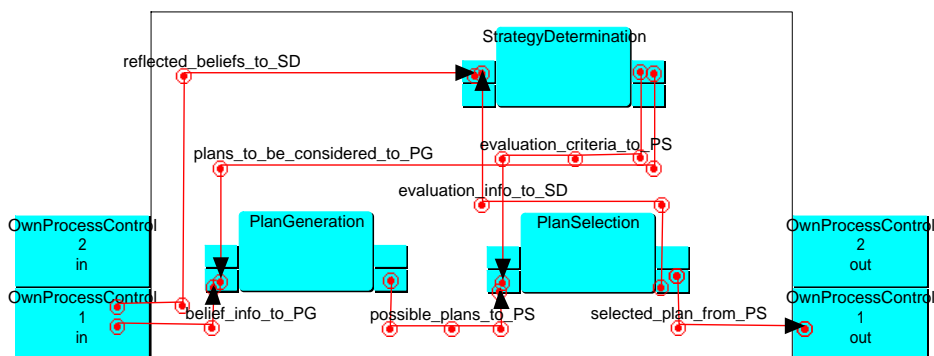 StrategyDetermination
reflected_beliefs_to_SD
evaluation_criteria_to_PS
plans_to_be_considered_to_PG
evaluation_info_to_SD
OwnProcessControl
2
in
PlanGeneration
PlanSelection
OwnProcessControl
2
out
OwnProcessControl
1
in
belief_info_to_PG
possible_plans_to_PS
selected_plan_from_PS
OwnProcessControl
1
out